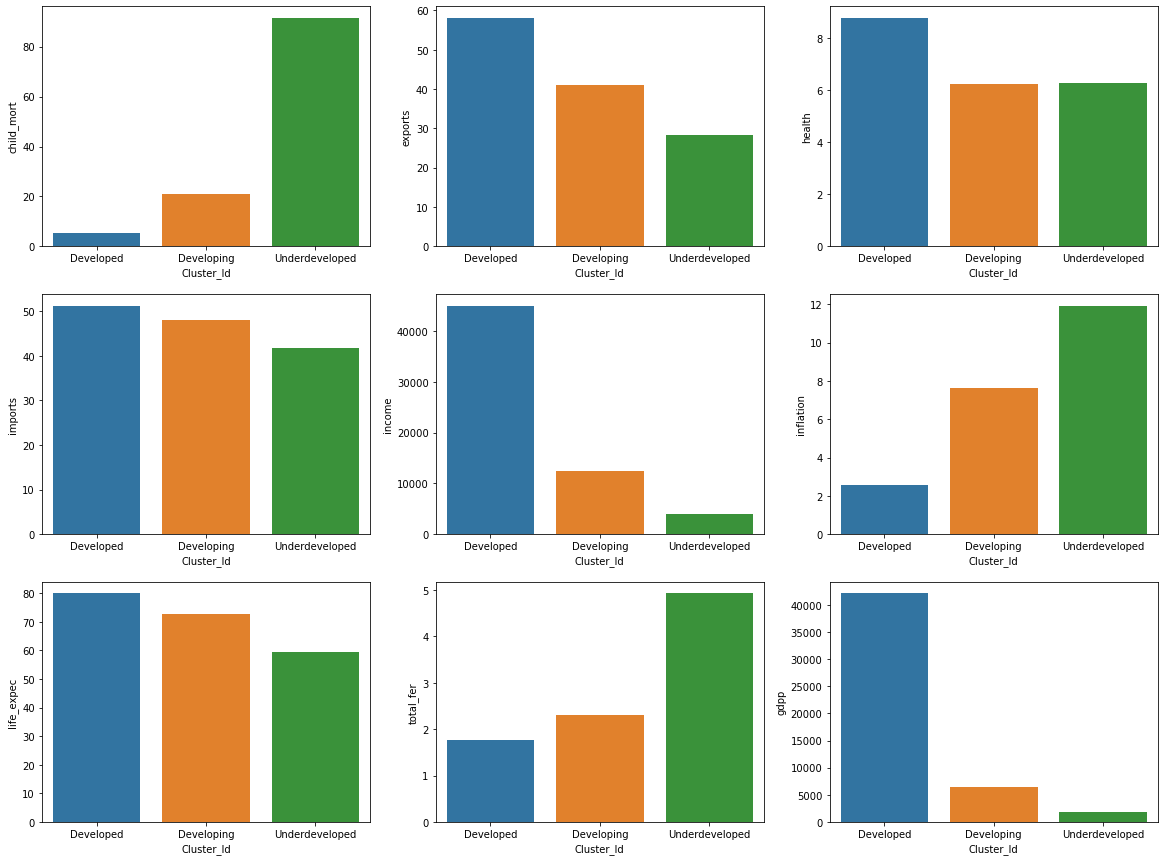 child_mort
80
60
40
20
0
Developed Developing Underdeveloped
Cluster_Id
exports
60
50
40
30
20
10
0
Developed Developing Underdeveloped
Cluster_Id
health
8
6
4
2
0
Developed Developing Underdeveloped
Cluster_Id
imports
50
40
30
20
10
0
Developed Developing Underdeveloped
Cluster_Id
income
40000
30000
20000
10000
0
Developed Developing Underdeveloped
Cluster_Id
inflation
12
10
8
6
4
2
0
Developed Developing Underdeveloped
Cluster_Id
life_expec
80
70
60
50
40
30
20
10
0
Developed Developing Underdeveloped
Cluster_Id
total_fer
5
4
3
2
1
0
Developed Developing Underdeveloped
Cluster_Id
gdpp
40000
35000
30000
25000
20000
15000
10000
5000
0
Developed Developing Underdeveloped
Cluster_Id